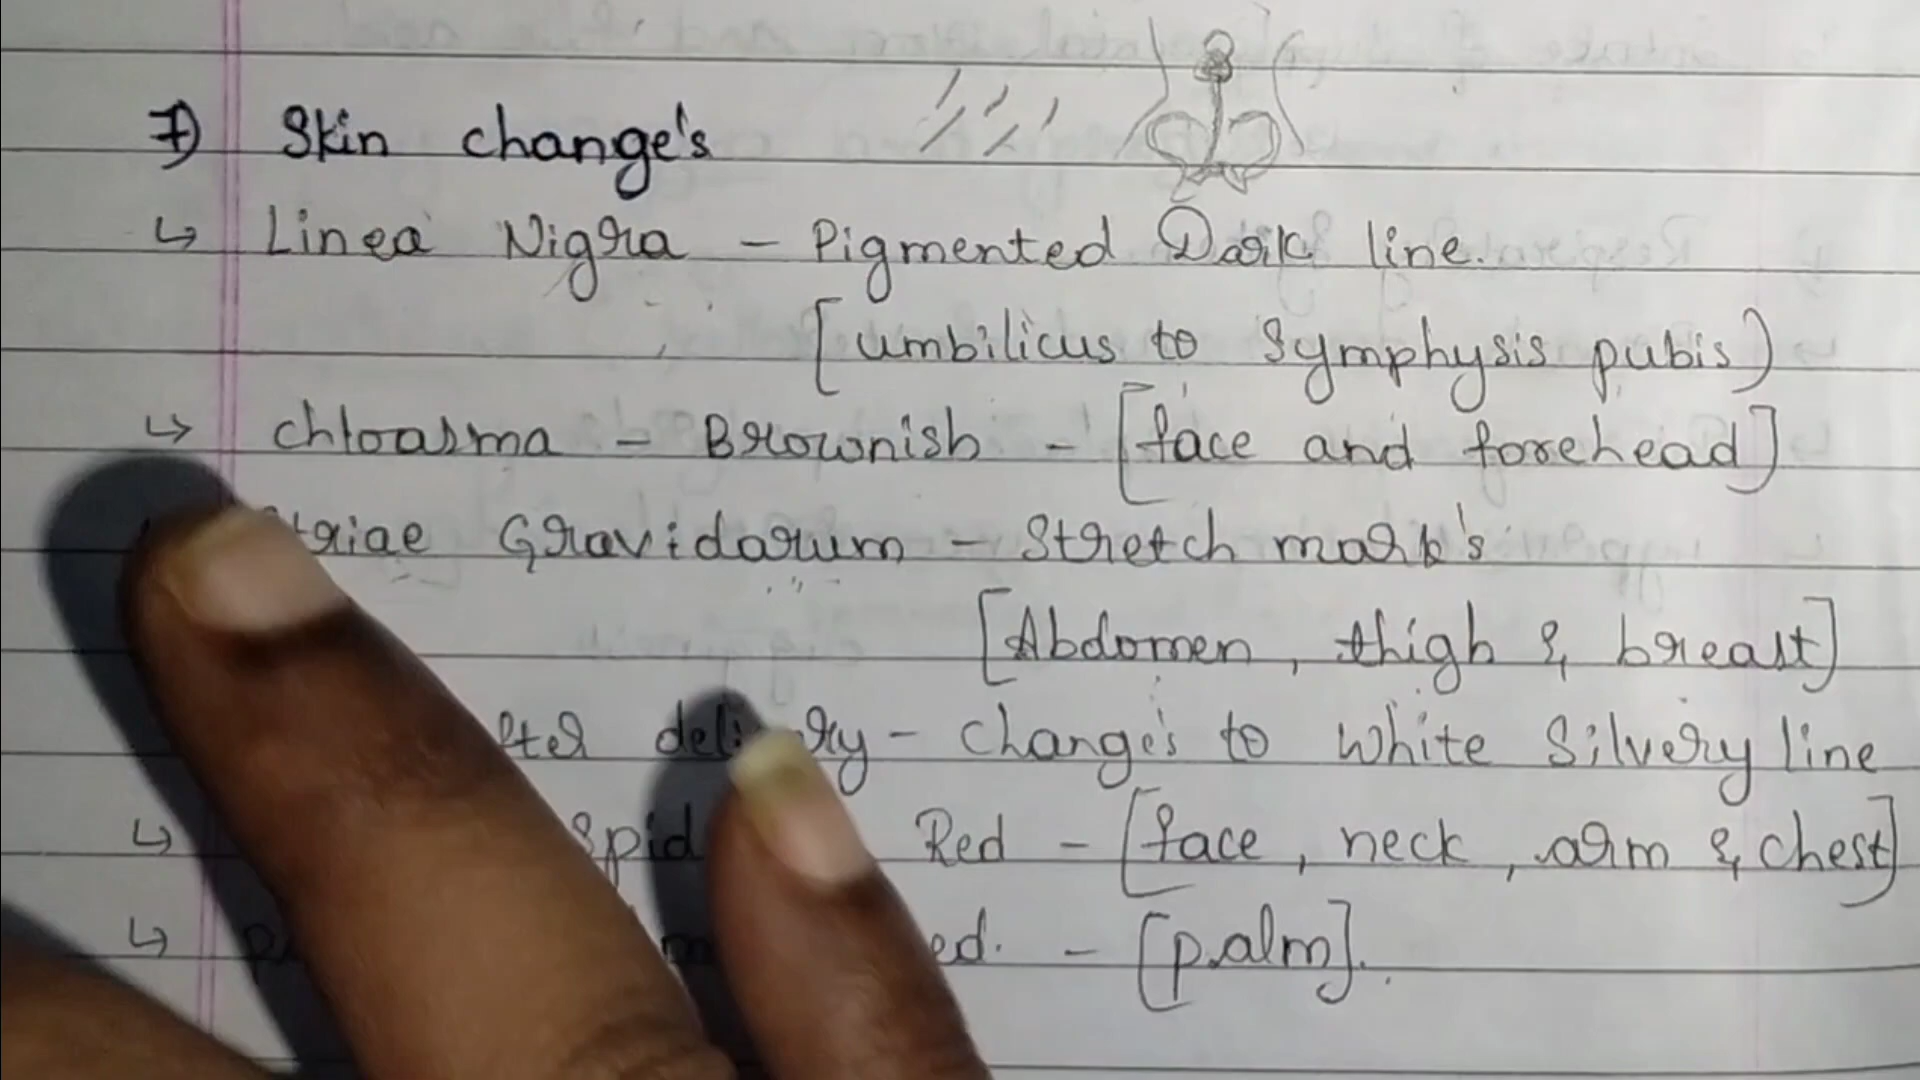 7) Skin change's
↳ Linea Nigra - Pigmented Dark line.
[umbilicus to Symphysis pubis)
↳ chloasma - Brownish - [face and forehead]
Gravidarum - Stretch mark's
[Abdomen, thigh & breast]
- change's to white Silvery line
↳ Red - [face, neck, arm & chest]
↳ - [palm].